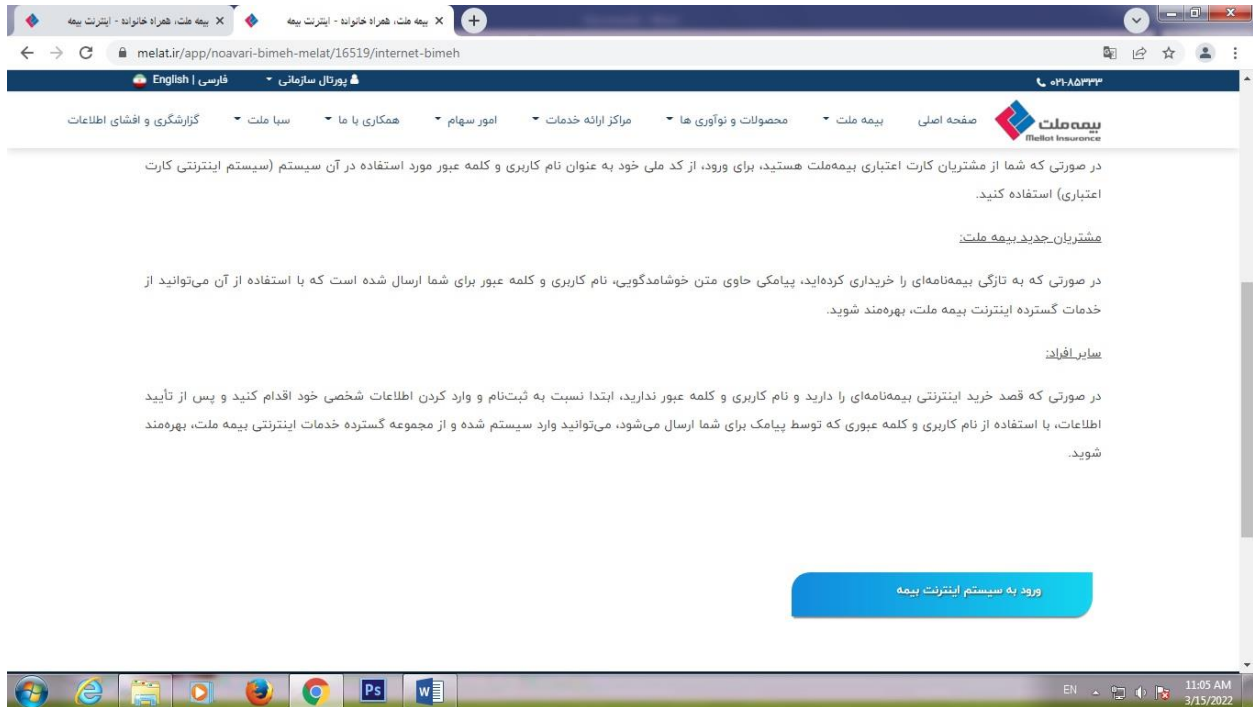 بیمه ملت، همراه خانواده - اینترنت بیمه
بیمه ملت، همراه خانواده - اینترنت بیمه
melat.ir/app/noavari-bimeh-melat/16519/internet-bimeh
۰۲۱-۸۵۳۳۳
پورتال سازمانی
فارسی | English
بیمه ملت
Mellat Insurance
صفحه اصلی بیمه ملت محصولات و نوآوری ها مراکز ارائه خدمات امور سهام همکاری با ما سبا ملت گزارشگری و افشای اطلاعات
در صورتی که شما از مشتریان کارت اعتباری بیمه‌ملت هستید، برای ورود، از کد ملی خود به عنوان نام کاربری و کلمه عبور مورد استفاده در آن سیستم (سیستم اینترنتی کارت
اعتباری) استفاده کنید.
مشتریان جدید بیمه ملت:
در صورتی که به تازگی بیمه‌نامه‌ای را خریداری کرده‌اید، پیامکی حاوی متن خوشامدگویی، نام کاربری و کلمه عبور برای شما ارسال شده است که با استفاده از آن می‌توانید از
خدمات گسترده اینترنت بیمه ملت، بهره‌مند شوید.
سایر افراد:
در صورتی که قصد خرید اینترنتی بیمه‌نامه‌ای را دارید و نام کاربری و کلمه عبور ندارید، ابتدا نسبت به ثبت‌نام و وارد کردن اطلاعات شخصی خود اقدام کنید و پس از تأیید
اطلاعات، با استفاده از نام کاربری و کلمه عبوری که توسط پیامک برای شما ارسال می‌شود، می‌توانید وارد سیستم شده و از مجموعه گسترده خدمات اینترنتی بیمه ملت، بهره‌مند
شوید.
ورود به سیستم اینترنت بیمه
Ps
W
EN
11:05 AM
3/15/2022